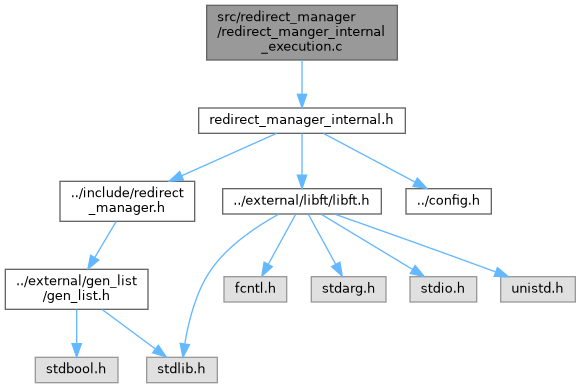 src/redirect_manager
/redirect_manger_internal
_execution.c
redirect_manager_internal.h
../include/redirect
_manager.h
../external/libft/libft.h
../config.h
../external/gen_list
/gen_list.h
fcntl.h
stdarg.h
stdio.h
unistd.h
stdbool.h
stdlib.h